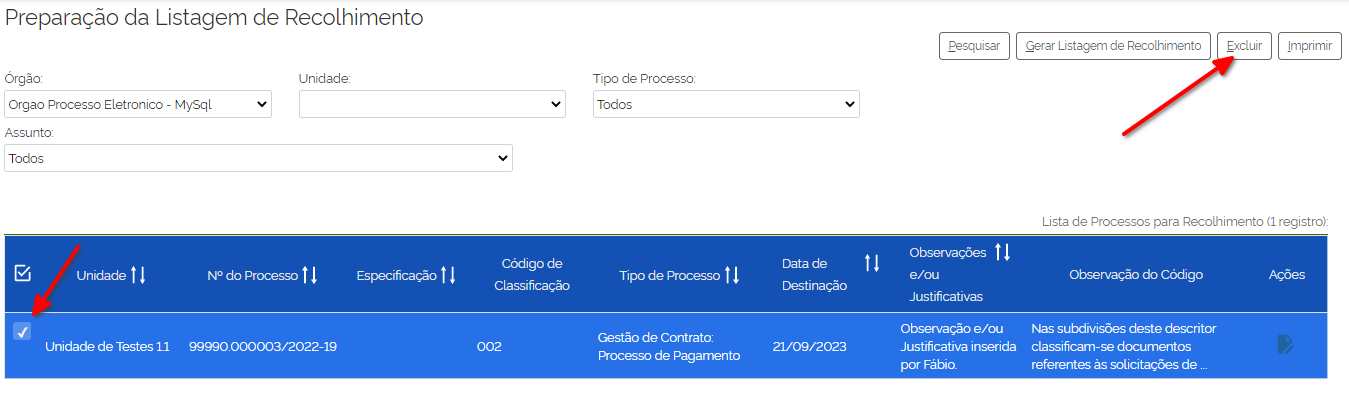 Preparação da Listagem de Recolhimento
Pesquisar Gerar Listagem de Recolhimento Excluir Imprimir
Órgão: Unidade: Tipo de Processo:
Orgao Processo Eletronico - MySql Todos
Assunto:
Todos
Lista de Processos para Recolhimento (1 registro):
Unidade Nº do Processo Especificação Código de Classificação Tipo de Processo Data de Destinação Observações e/ou Justificativas Observação do Código Ações
Unidade de Testes 1.1 99990.000003/2022-19 002 Gestão de Contrato: Processo de Pagamento 21/09/2023 Observação e/ou Justificativa inserida por Fábio. Nas subdivisões deste descritor classificam-se documentos referentes às solicitações de ...